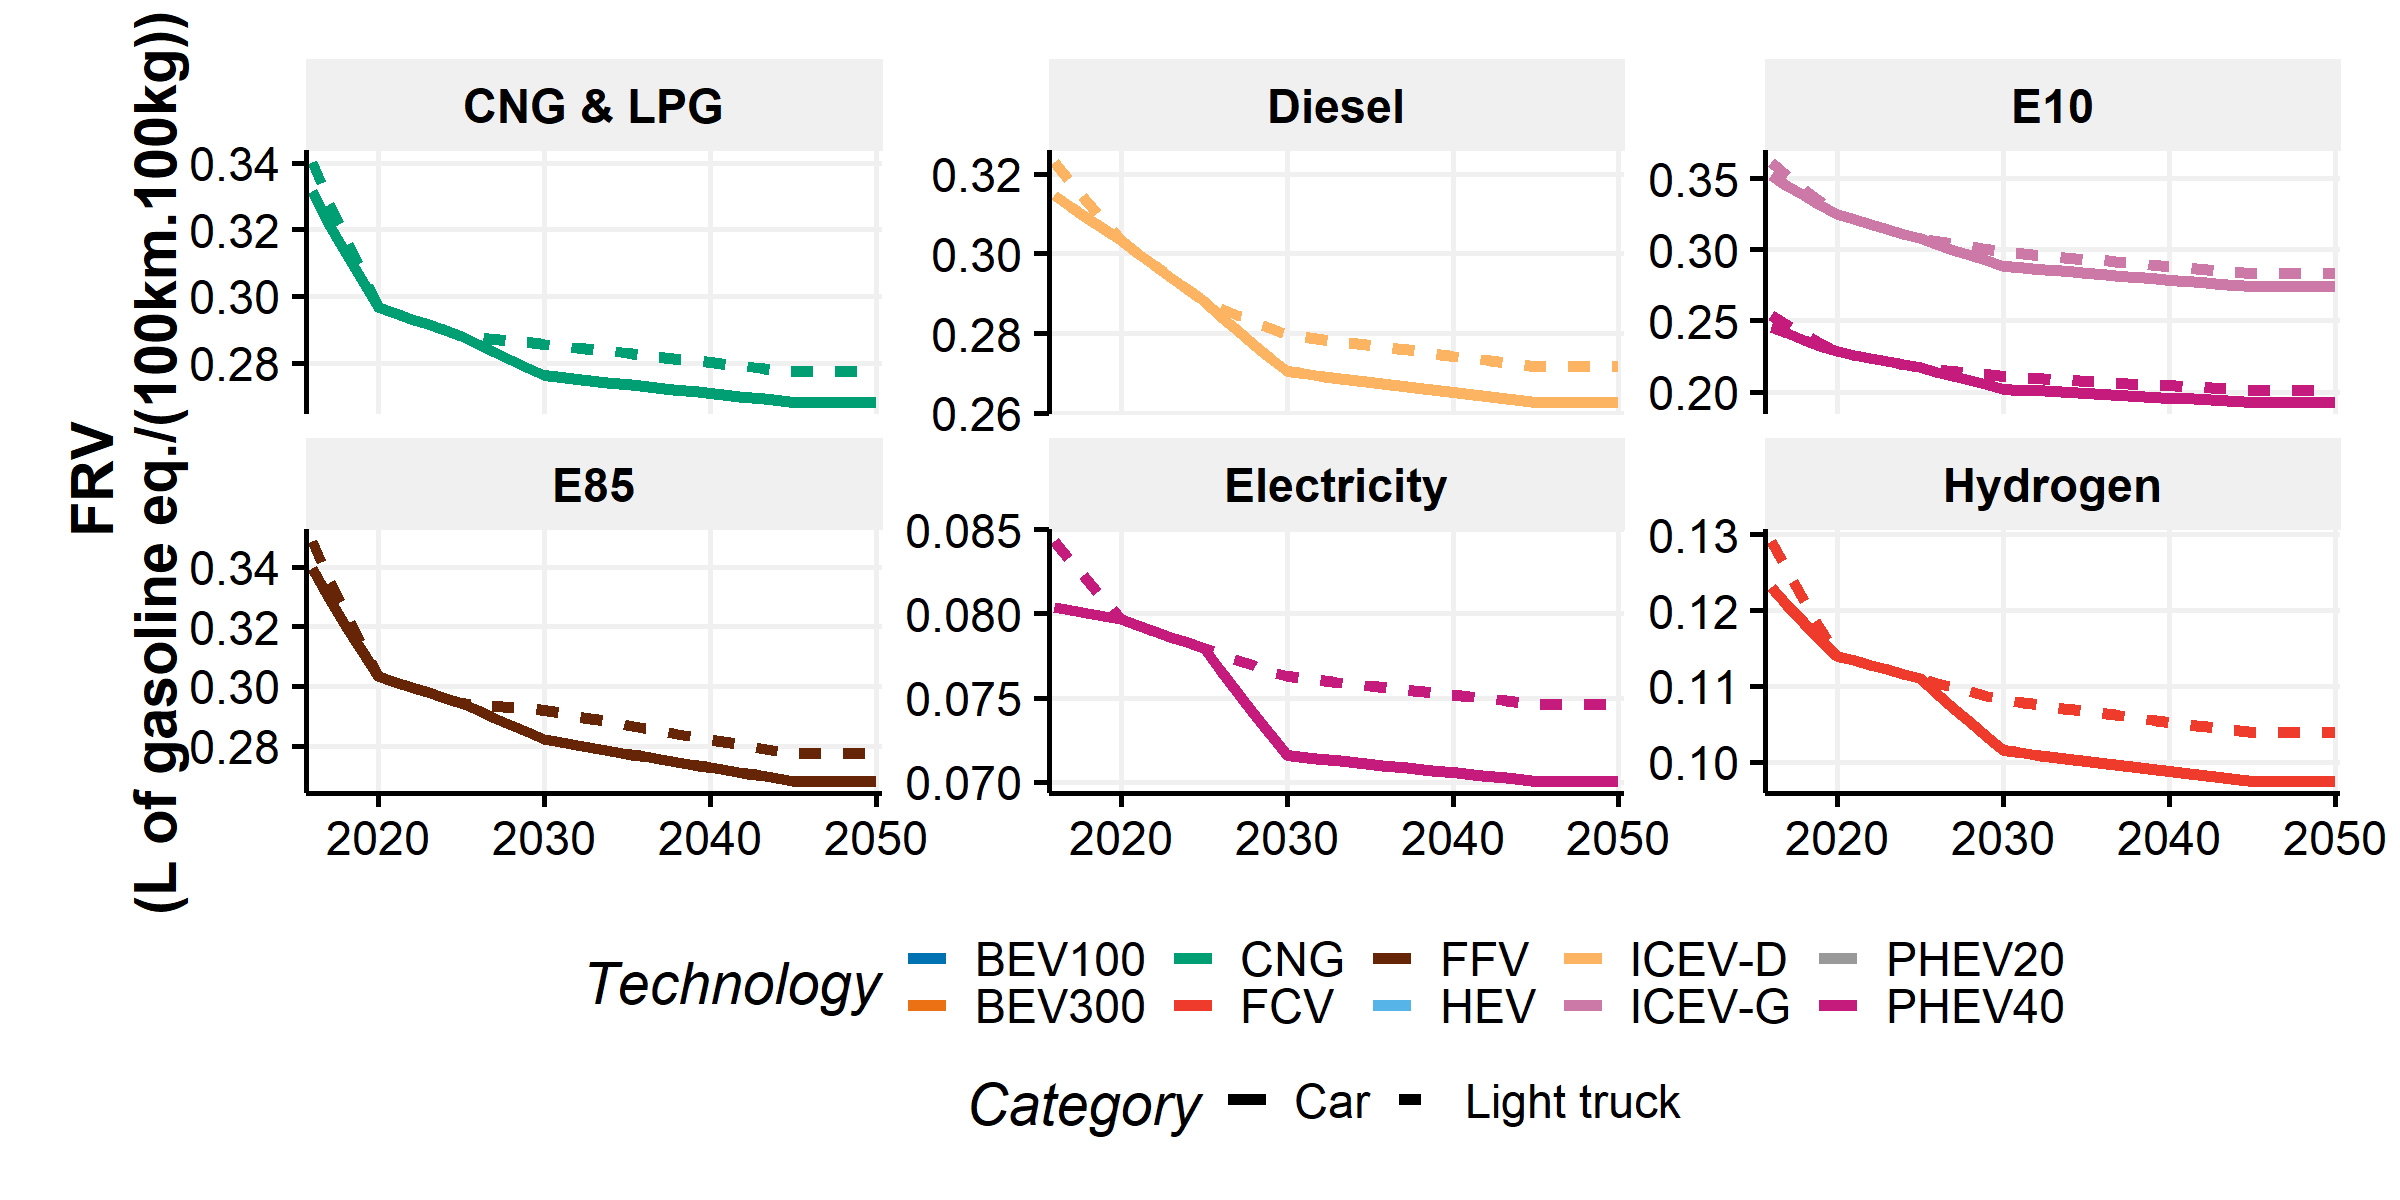 FRV
(L of gasoline eq./(100km.100kg))
CNG & LPG
0.34
0.32
0.30
0.28
Diesel
0.32
0.30
0.28
0.26
E10
0.35
0.30
0.25
0.20
E85
0.34
0.32
0.30
0.28
2020 2030 2040 2050
Electricity
0.085
0.080
0.075
0.070
2020 2030 2040 2050
Hydrogen
0.13
0.12
0.11
0.10
2020 2030 2040 2050
Technology
BEV100 CNG FFV ICEV-D PHEV20
BEV300 FCV HEV ICEV-G PHEV40
Category Car Light truck